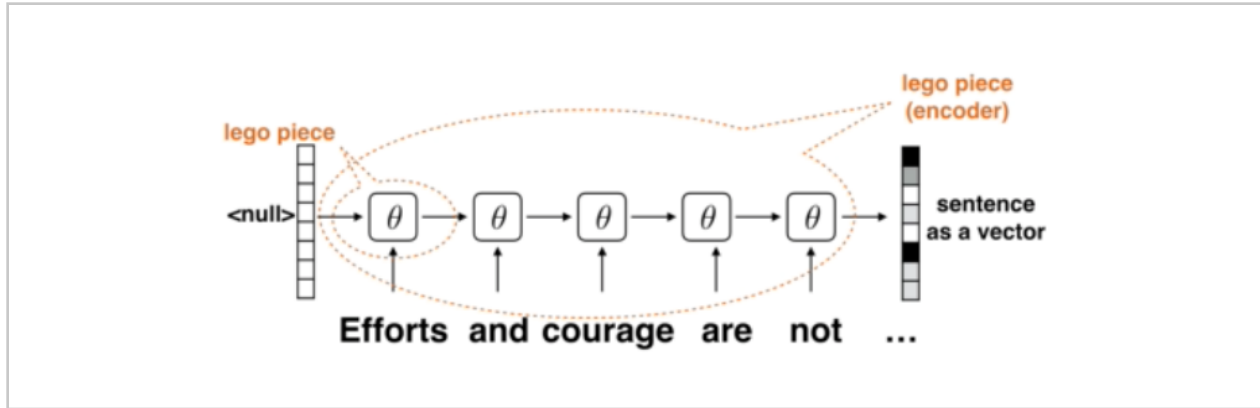 lego piece
(encoder)
lego piece
<null>
θ θ θ θ θ
sentence
as a vector
Efforts and courage are not ...